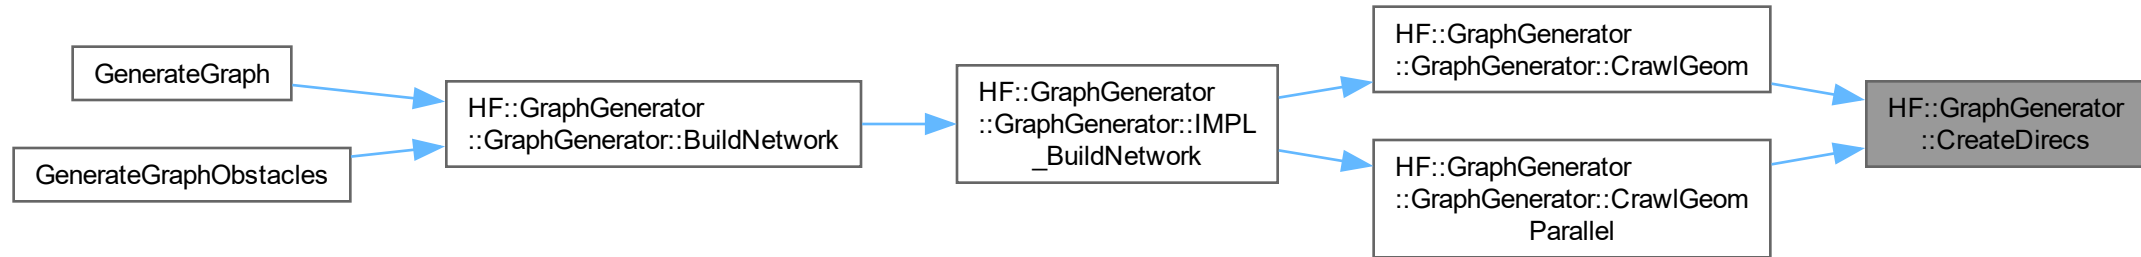 GenerateGraph
GenerateGraphObstacles
HF::GraphGenerator
::GraphGenerator::BuildNetwork
HF::GraphGenerator
::GraphGenerator::IMPL
_BuildNetwork
HF::GraphGenerator
::GraphGenerator::CrawlGeom
HF::GraphGenerator
::GraphGenerator::CrawlGeom
Parallel
HF::GraphGenerator
::CreateDirecs